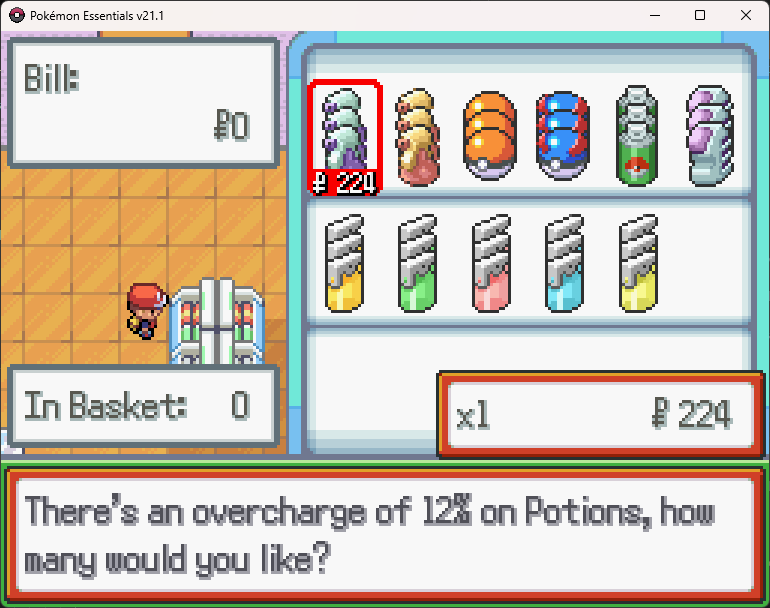 Pokémon Essentials v21.1
Bill:
₽0
₽ 224
In Basket: 0
x1 ₽ 224
There's an overcharge of 12% on Potions, how
many would you like?